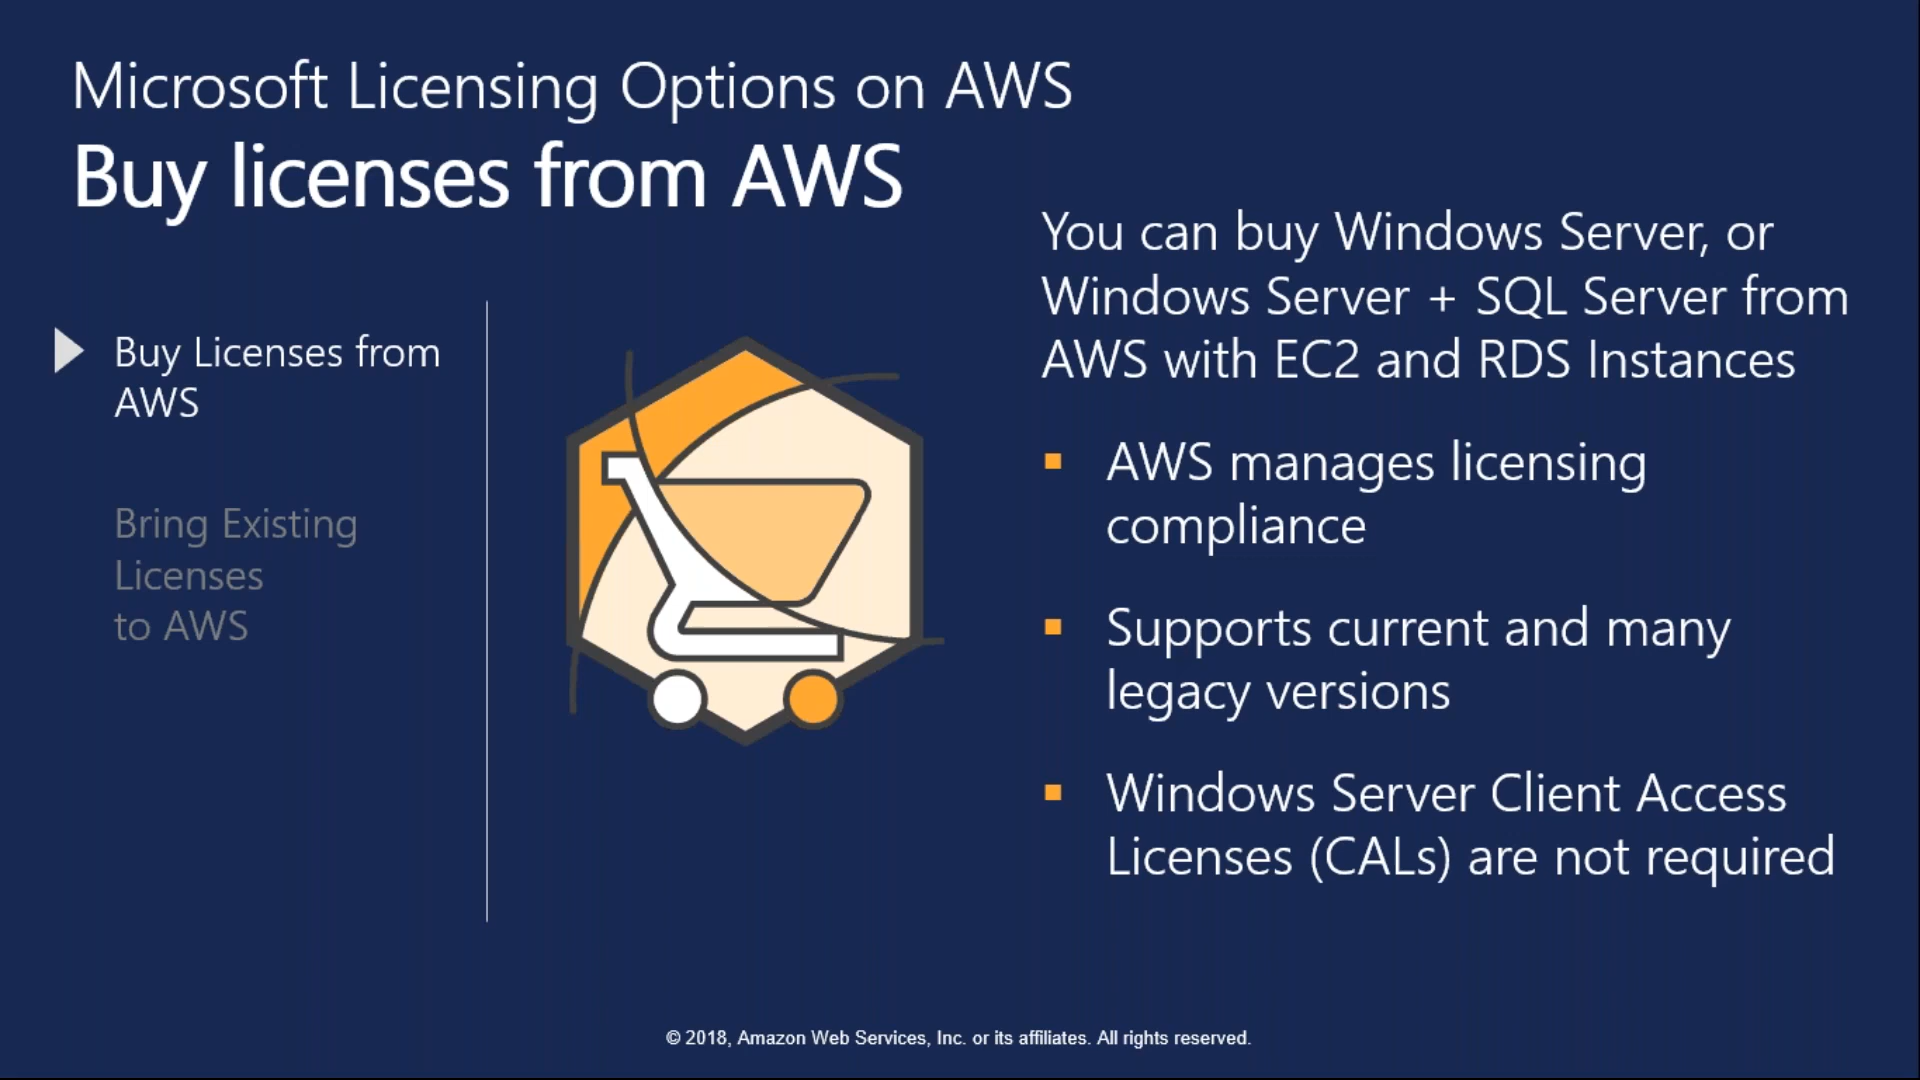 Microsoft Licensing Options on AWS
Buy licenses from AWS
Buy Licenses from
AWS
Bring Existing
Licenses
to AWS
You can buy Windows Server, or
Windows Server + SQL Server from
AWS with EC2 and RDS Instances
▪ AWS manages licensing
compliance
▪ Supports current and many
legacy versions
▪ Windows Server Client Access
Licenses (CALs) are not required
© 2018, Amazon Web Services, Inc. or its affiliates. All rights reserved.